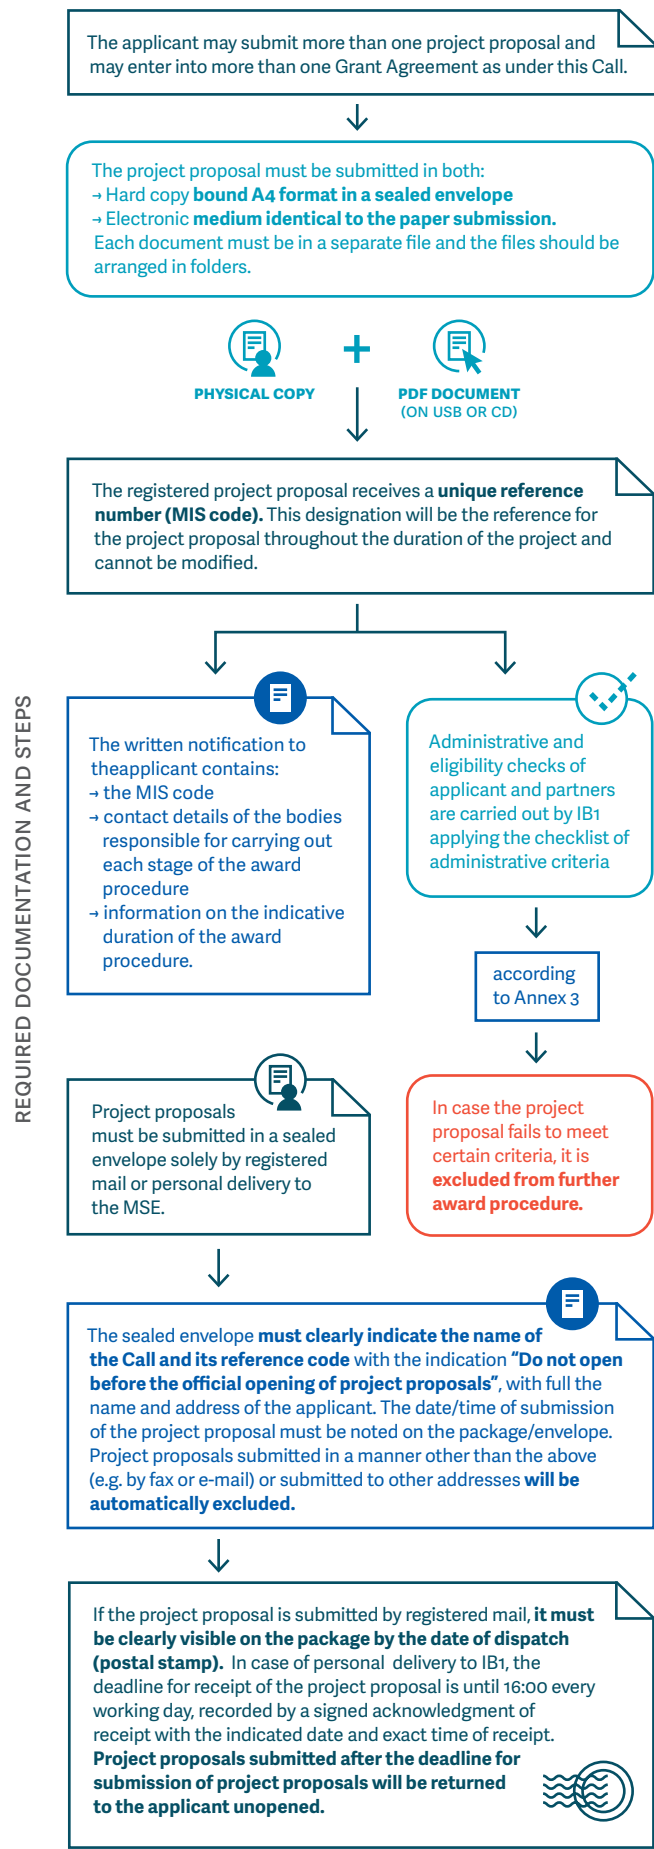 The applicant may submit more than one project proposal and
may enter into more than one Grant Agreement as under this Call.
The project proposal must be submitted in both:
→ Hard copy bound A4 format in a sealed envelope
→ Electronic medium identical to the paper submission.
Each document must be in a separate file and the files should be
arranged in folders.
PHYSICAL COPY
+
PDF DOCUMENT
(ON USB OR CD)
The registered project proposal receives a unique reference
number (MIS code). This designation will be the reference for
the project proposal throughout the duration of the project and
cannot be modified.
REQUIRED DOCUMENTATION AND STEPS
The written notification to
theapplicant contains:
→ the MIS code
→ contact details of the bodies
responsible for carrying out
each stage of the award
procedure
→ information on the indicative
duration of the award
procedure.
Administrative and
eligibility checks of
applicant and partners
are carried out by IB1
applying the checklist of
administrative criteria
according
to Annex 3
Project proposals
must be submitted in a sealed
envelope solely by registered
mail or personal delivery to
the MSE.
In case the project
proposal fails to meet
certain criteria, it is
excluded from further
award procedure.
The sealed envelope must clearly indicate the name of
the Call and its reference code with the indication "Do not open
before the official opening of project proposals", with full the
name and address of the applicant. The date/time of submission
of the project proposal must be noted on the package/envelope.
Project proposals submitted in a manner other than the above
(e.g. by fax or e-mail) or submitted to other addresses will be
automatically excluded.
If the project proposal is submitted by registered mail, it must
be clearly visible on the package by the date of dispatch
(postal stamp). In case of personal delivery to IB1, the
deadline for receipt of the project proposal is until 16:00 every
working day, recorded by a signed acknowledgment of
receipt with the indicated date and exact time of receipt.
Project proposals submitted after the deadline for
submission of project proposals will be returned
to the applicant unopened.